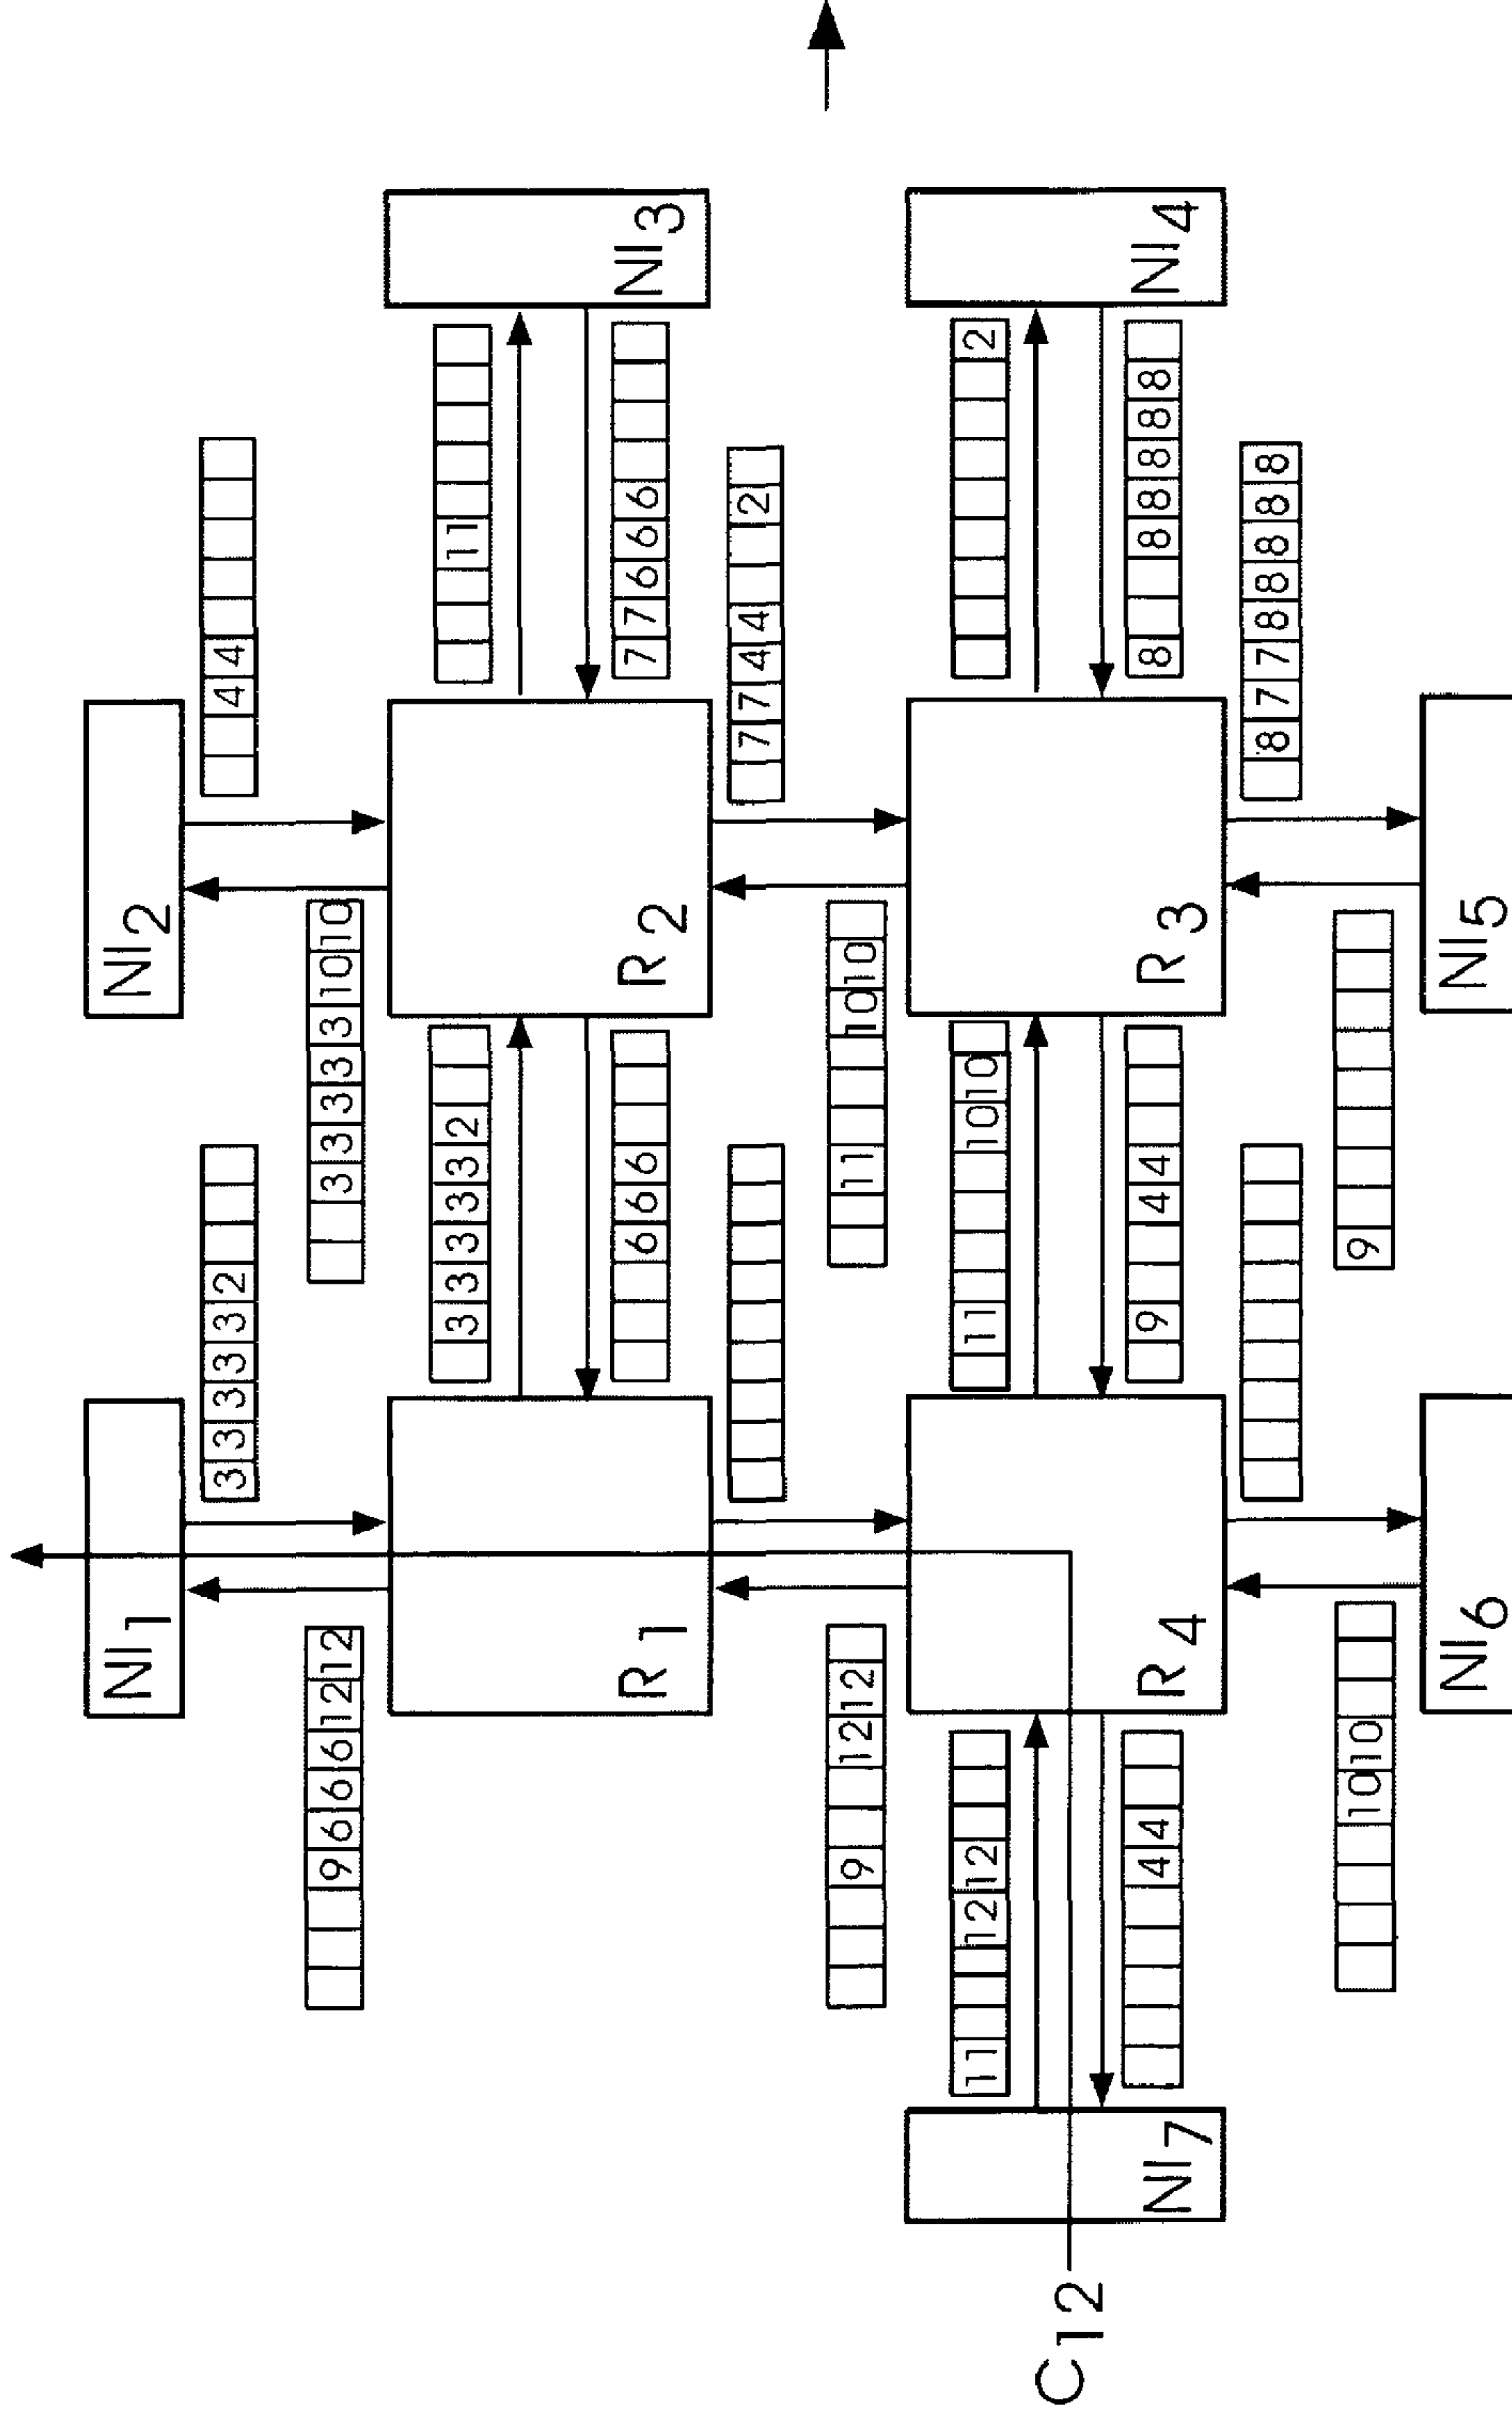 NI1 NI2
3 3 3 3 3 2 4 4
9 6 6 6 12 12 3 3 3 3 3 10 10
3 3 3 3 3 2 11
R1 6 6 6 R2 7 7 6 6 6 NI3
7 7 4 4 2
9 12 12 11 10 10
11 12 12 11 10 10 2
C12
NI7 4 4 R4 9 4 4 R3 8 8 8 8 8 8 NI4
8 7 7 8 8 8 8 8
10 10 9
NI6 NI5